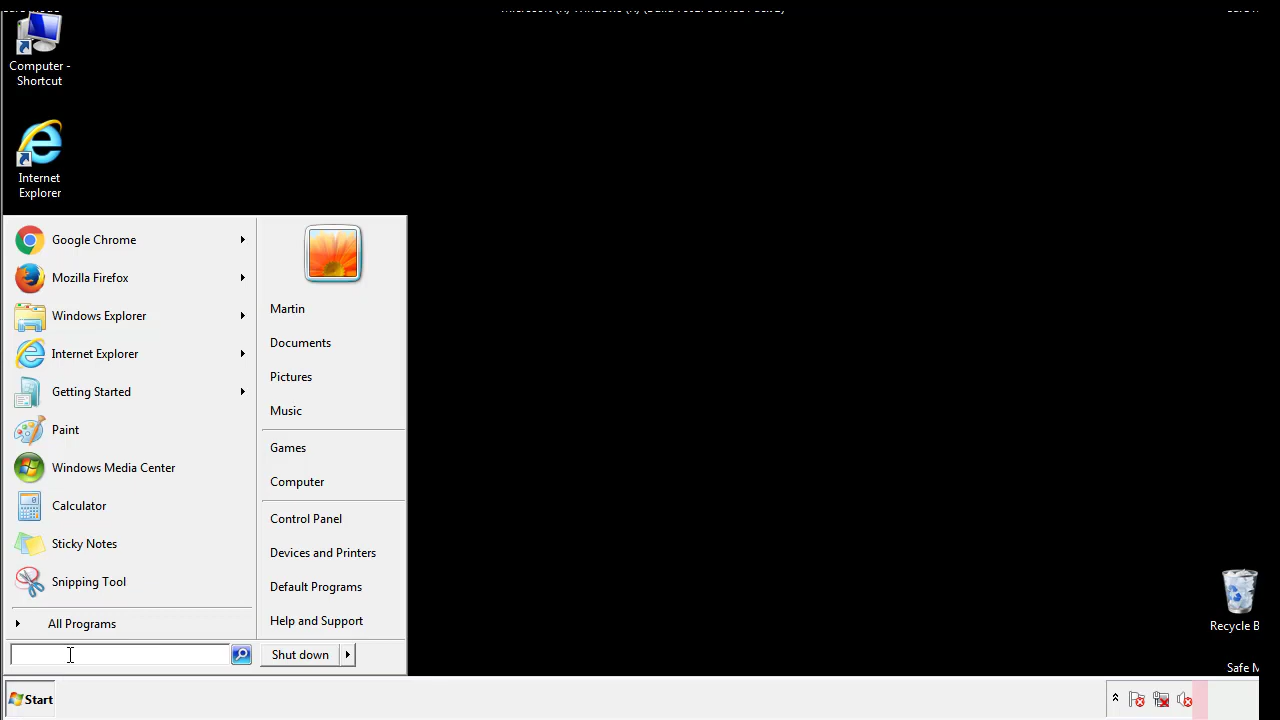 Computer -
Shortcut
Internet
Explorer
Google Chrome
Mozilla Firefox
Windows Explorer
Internet Explorer
Getting Started
Paint
Windows Media Center
Calculator
Sticky Notes
Snipping Tool
All Programs
Martin
Documents
Pictures
Music
Games
Computer
Control Panel
Devices and Printers
Default Programs
Help and Support
Shut down
Start
Recycle B
Safe M